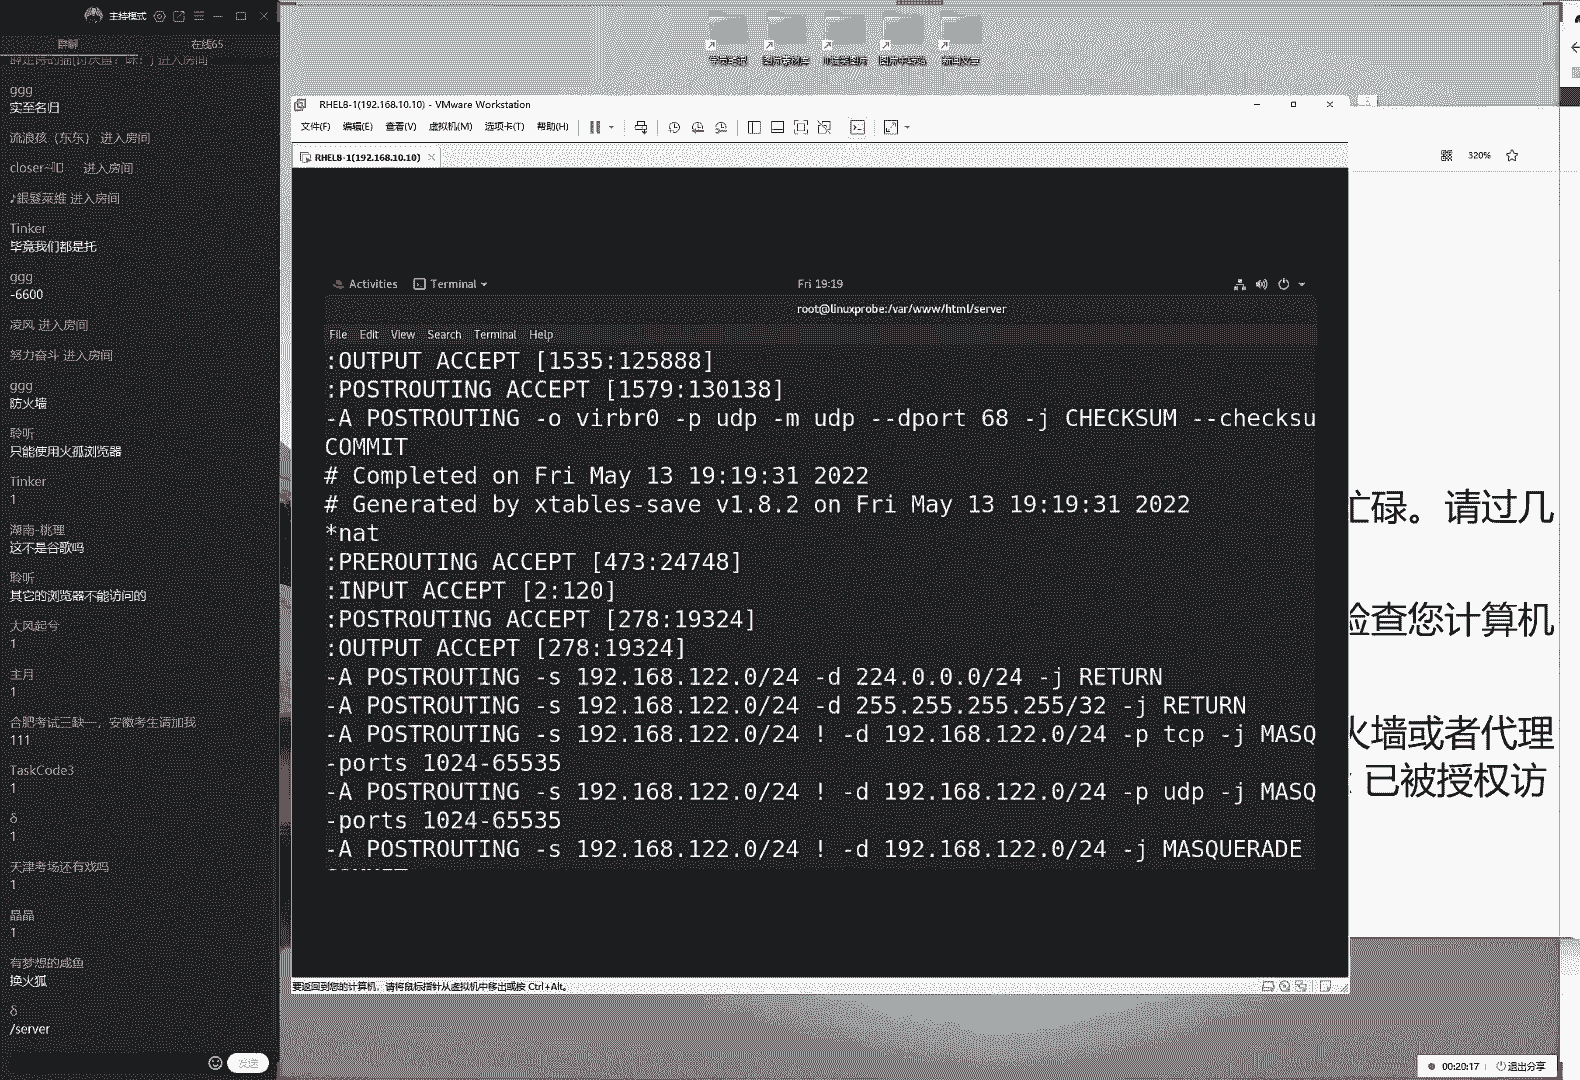 主持模式
群聊
在线65
进入房间
ggg
实至名归
流浪孩（东东） 进入房间
closer 进入房间
♪銀髮萊維 进入房间
Tinker
毕竟我们都是托
ggg
-6600
凌风 进入房间
努力奋斗 进入房间
ggg
防火墙
聆听
只能使用火孤浏览器
Tinker
1
湖南-桃理
这不是谷歌吗
聆听
其它的浏览器不能访问的
大风起兮
1
主月
1
合肥考试三缺一，安徽考生请加我
111
TaskCode3
1
δ
1
天津考场还有戏吗
1
晶晶
1
有梦想的咸鱼
换火狐
δ
/server
发送
RHEL8-1(192.168.10.10) - VMware Workstation
文件(F) 编辑(E) 查看(V) 虚拟机(M) 选项卡(T) 帮助(H)
RHEL8-1(192.168.10.10)
Activities Terminal Fri 19:19
root@linuxprobe:/var/www/html/server
File Edit View Search Terminal Help
:OUTPUT ACCEPT [1535:125888]
:POSTROUTING ACCEPT [1579:130138]
-A POSTROUTING -o virbr0 -p udp -m udp --dport 68 -j CHECKSUM --checksu
COMMIT
# Completed on Fri May 13 19:19:31 2022
# Generated by xtables-save v1.8.2 on Fri May 13 19:19:31 2022
*nat
:PREROUTING ACCEPT [473:24748]
:INPUT ACCEPT [2:120]
:POSTROUTING ACCEPT [278:19324]
:OUTPUT ACCEPT [278:19324]
-A POSTROUTING -s 192.168.122.0/24 -d 224.0.0.0/24 -j RETURN
-A POSTROUTING -s 192.168.122.0/24 -d 255.255.255.255/32 -j RETURN
-A POSTROUTING -s 192.168.122.0/24 ! -d 192.168.122.0/24 -p tcp -j MASQ
-ports 1024-65535
-A POSTROUTING -s 192.168.122.0/24 ! -d 192.168.122.0/24 -p udp -j MASQ
-ports 1024-65535
-A POSTROUTING -s 192.168.122.0/24 ! -d 192.168.122.0/24 -j MASQUERADE
要返回到您的计算机，请将鼠标指针从虚拟机中移出或按 Ctrl+Alt。
320%
忙碌。请过几
检查您计算机
火墙或者代理
已被授权访
00:20:17 退出分享